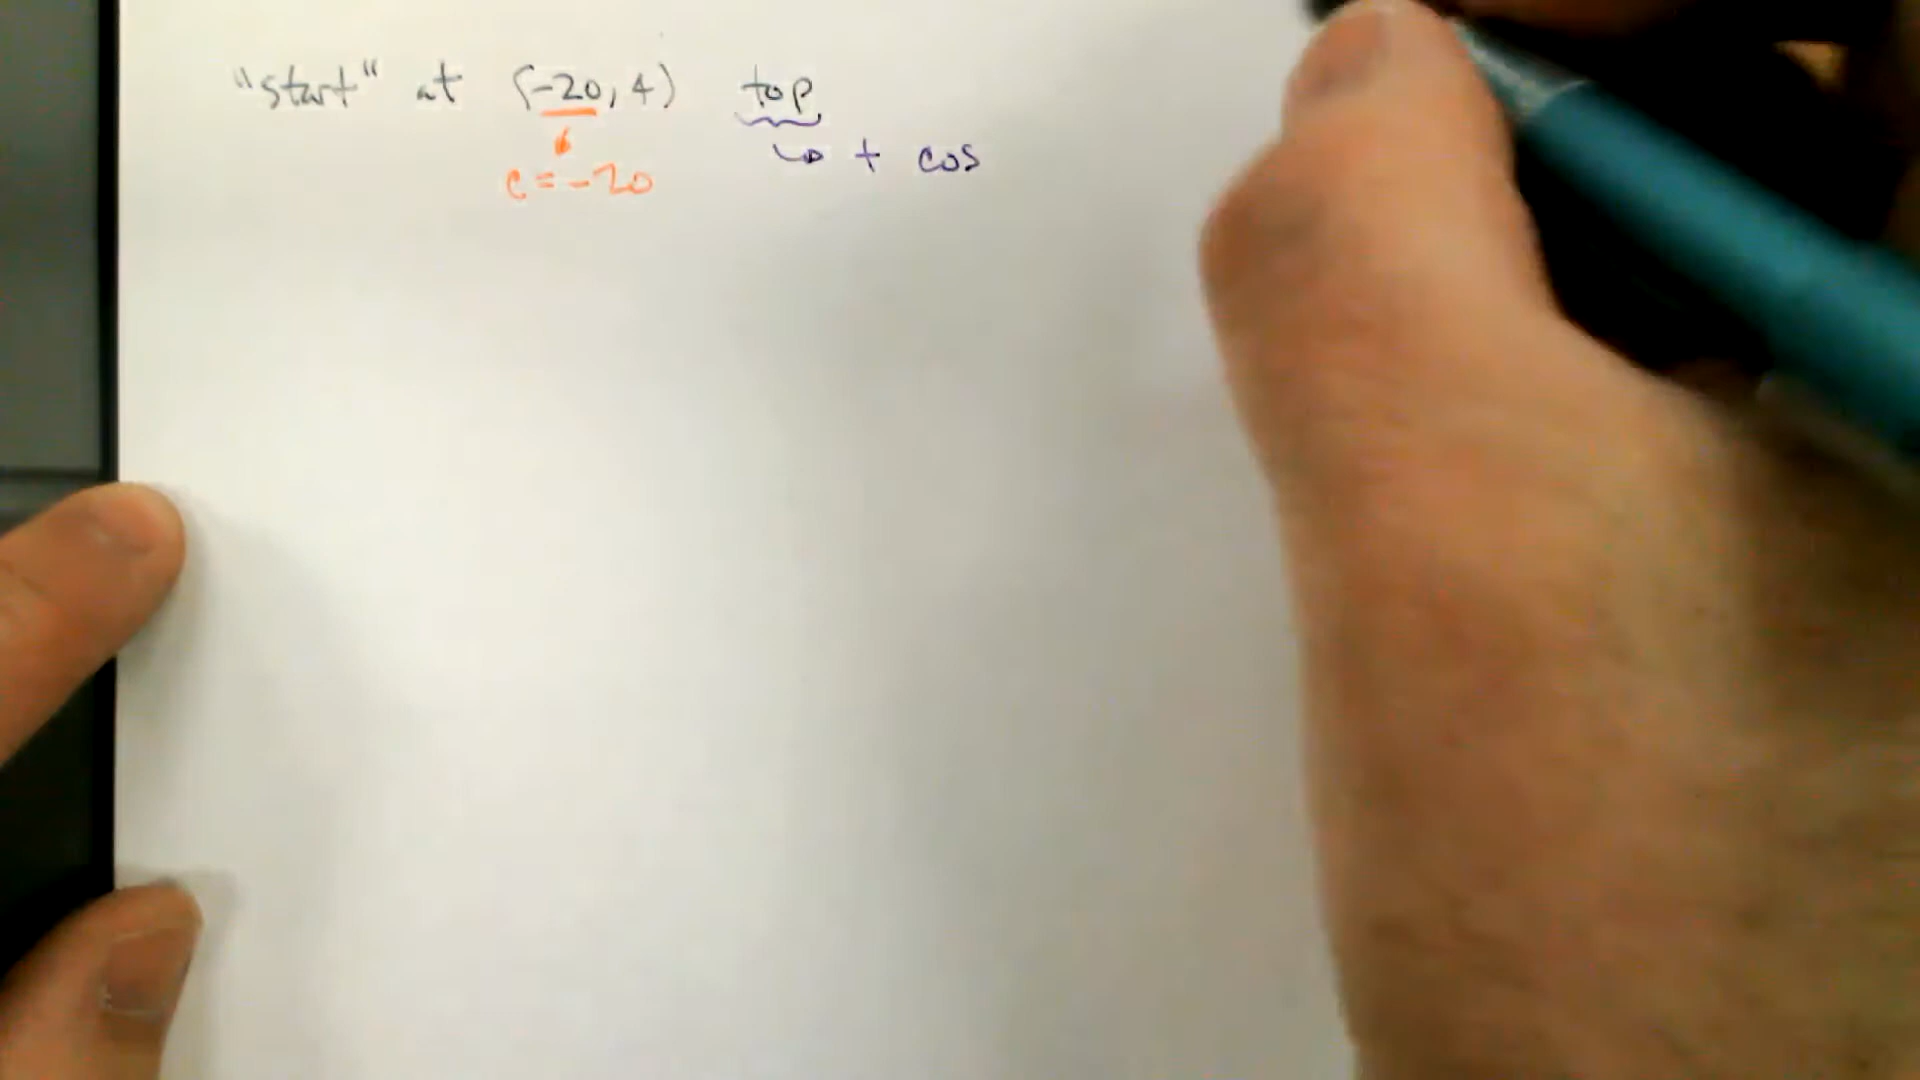 "start" at (-20, 4) top
↳ + cos
c = -20